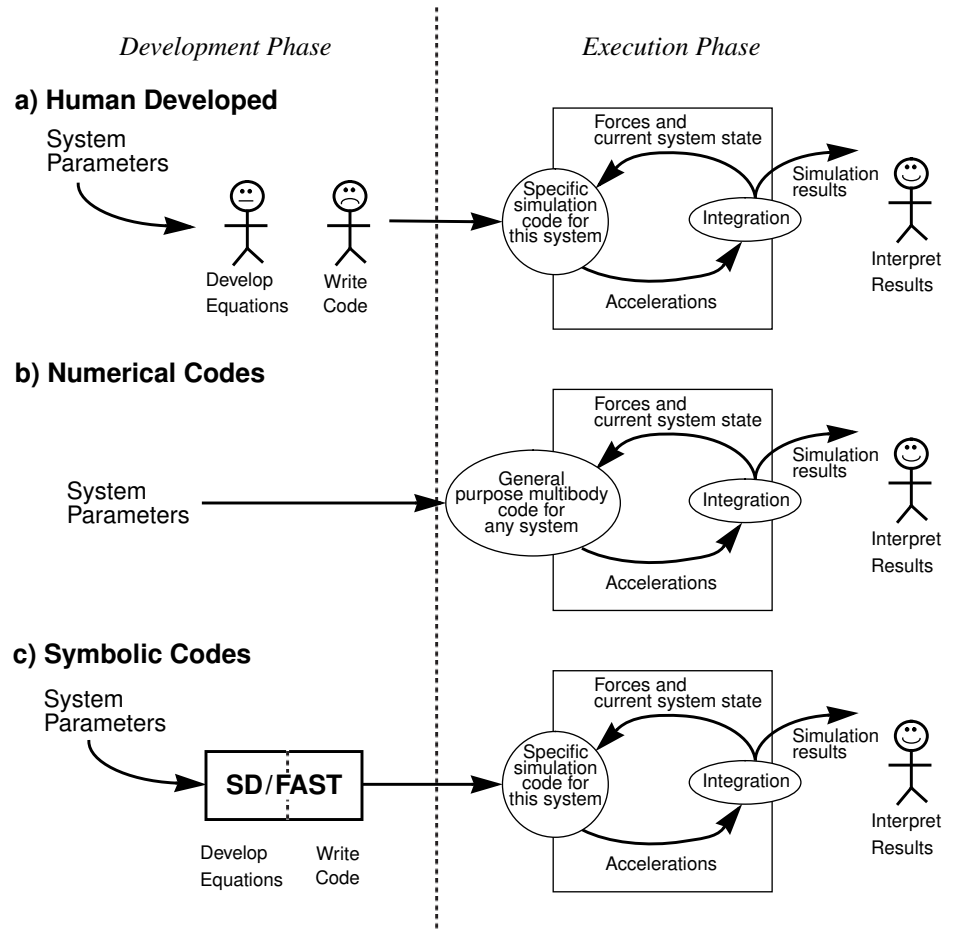 Development Phase
Execution Phase
a) Human Developed
System
Parameters
Develop
Equations
Write
Code
Forces and
current system state
Specific
simulation
code for
this system
Integration
Accelerations
Simulation
results
Interpret
Results
b) Numerical Codes
System
Parameters
Forces and
current system state
General
purpose multibody
code for
any system
Integration
Accelerations
Simulation
results
Interpret
Results
c) Symbolic Codes
System
Parameters
SD/FAST
Develop
Equations
Write
Code
Forces and
current system state
Specific
simulation
code for
this system
Integration
Accelerations
Simulation
results
Interpret
Results